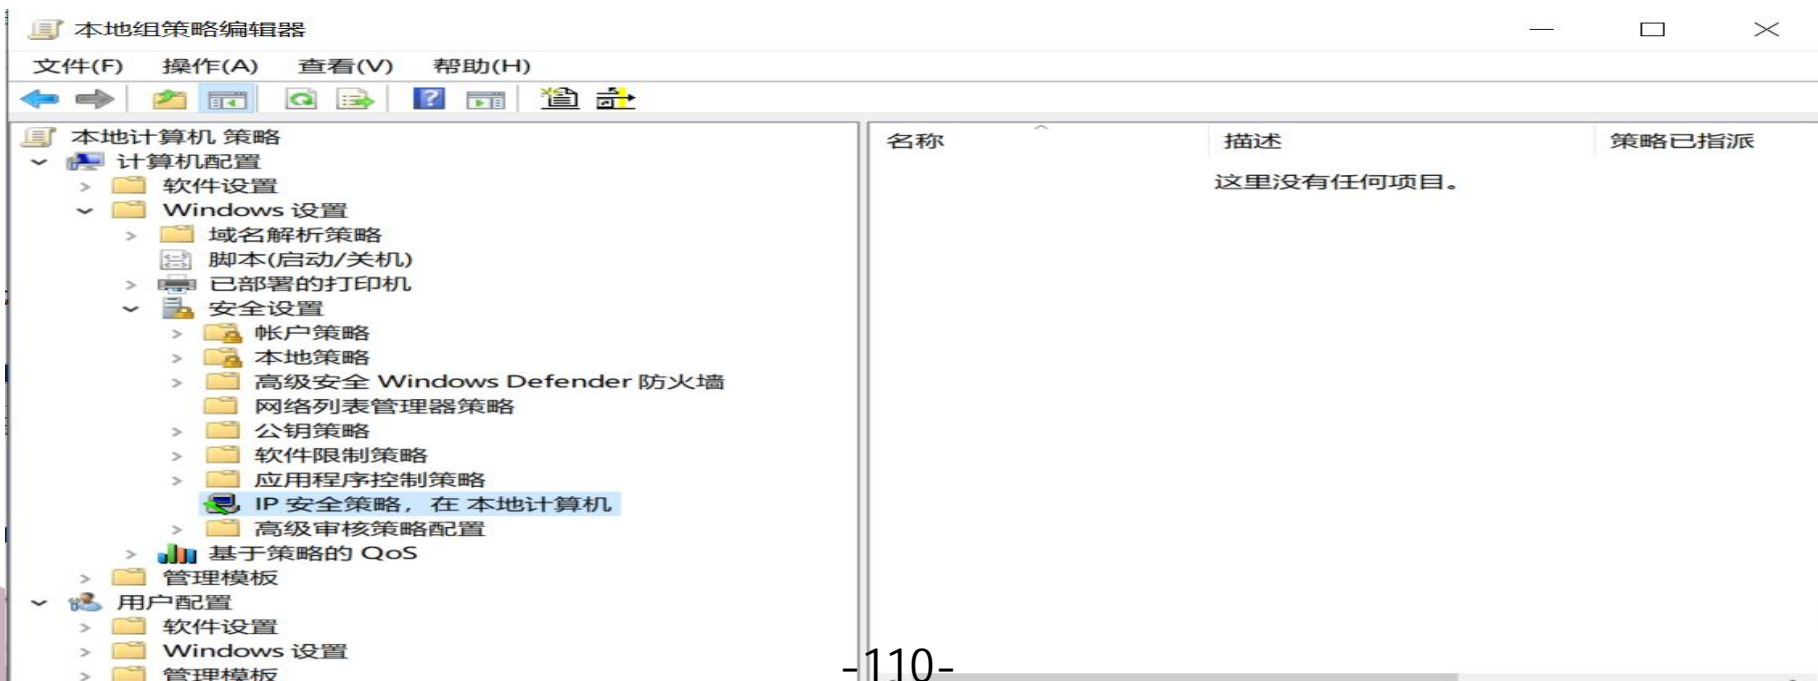 本地组策略编辑器
文件(F) 操作(A) 查看(V) 帮助(H)
本地计算机 策略
计算机配置
软件设置
Windows 设置
域名解析策略
脚本(启动/关机)
已部署的打印机
安全设置
帐户策略
本地策略
高级安全 Windows Defender 防火墙
网络列表管理器策略
公钥策略
软件限制策略
应用程序控制策略
IP 安全策略，在 本地计算机
高级审核策略配置
基于策略的 QoS
管理模板
用户配置
软件设置
Windows 设置
管理模板
名称 描述 策略已指派
这里没有任何项目。
-110-